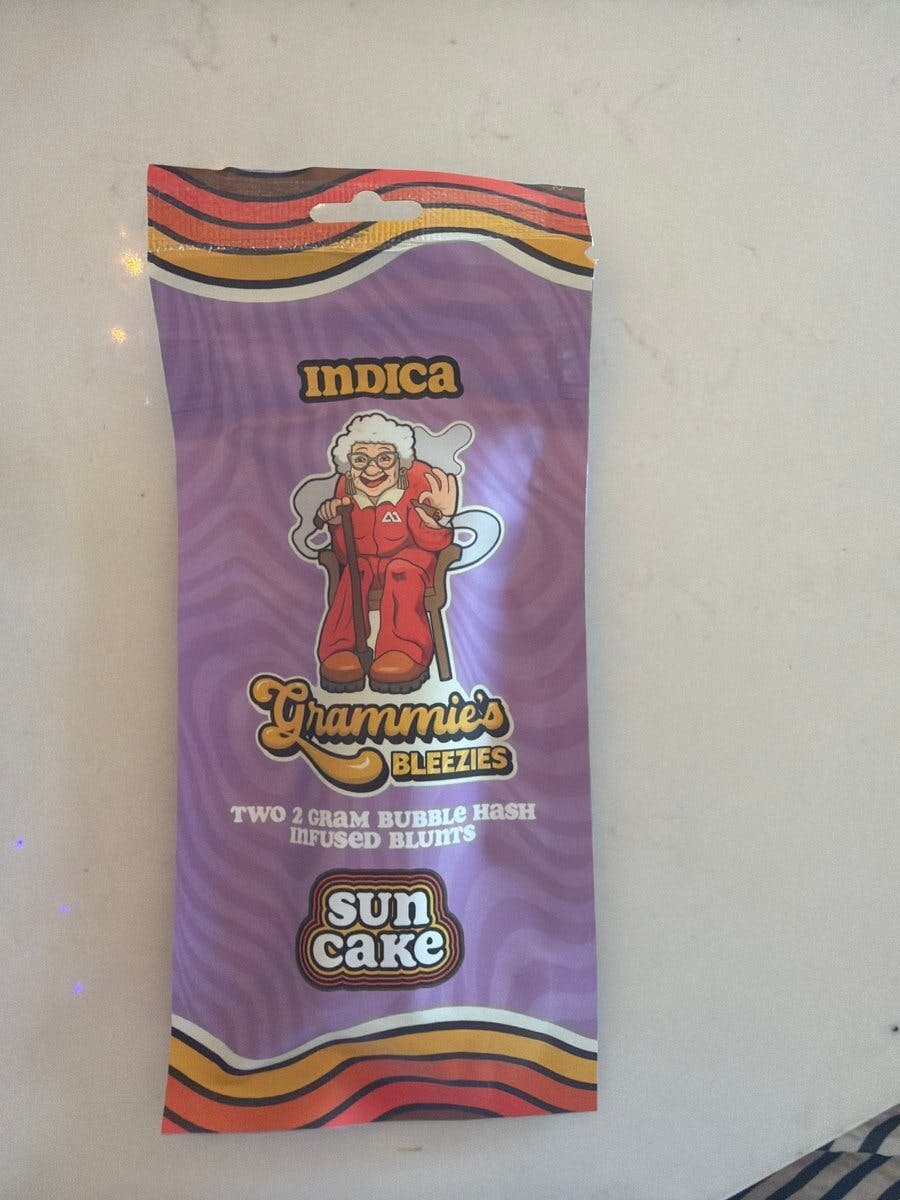 INDICA
Grammie's
BLEEZIES
TWO 2 GRAM BUBBLE HASH
INFUSED BLUNTS
SUN
CAKE